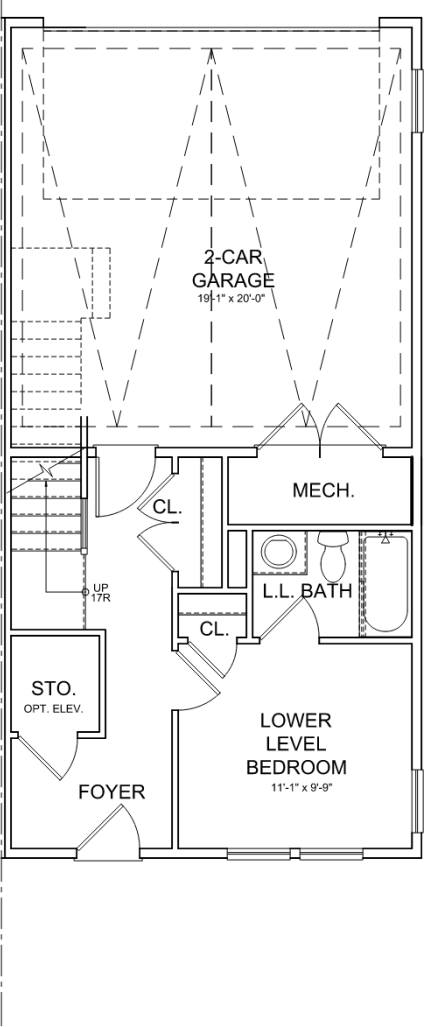 2-CAR
GARAGE
19'-1" x 20'-0"
MECH.
CL.
UP
17R
L.L. BATH
CL.
STO.
OPT. ELEV.
LOWER
LEVEL
BEDROOM
11'-1" x 9'-9"
FOYER